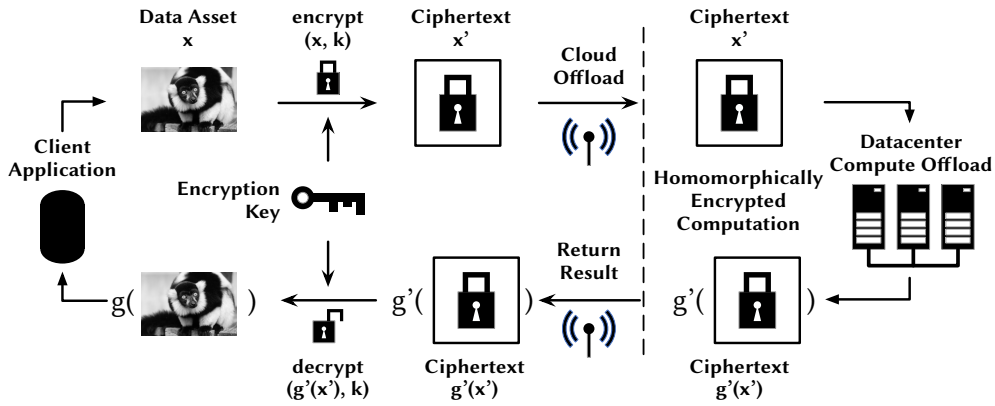 Data Asset
x
encrypt
(x, k)
Ciphertext
x’
Cloud
Offload
Ciphertext
x’
Client
Application
Encryption
Key
Homomorphically
Encrypted
Computation
Datacenter
Compute Offload
g(
)
decrypt
(g’(x’), k)
g’(
)
Ciphertext
g’(x’)
Return
Result
g’(
)
Ciphertext
g’(x’)